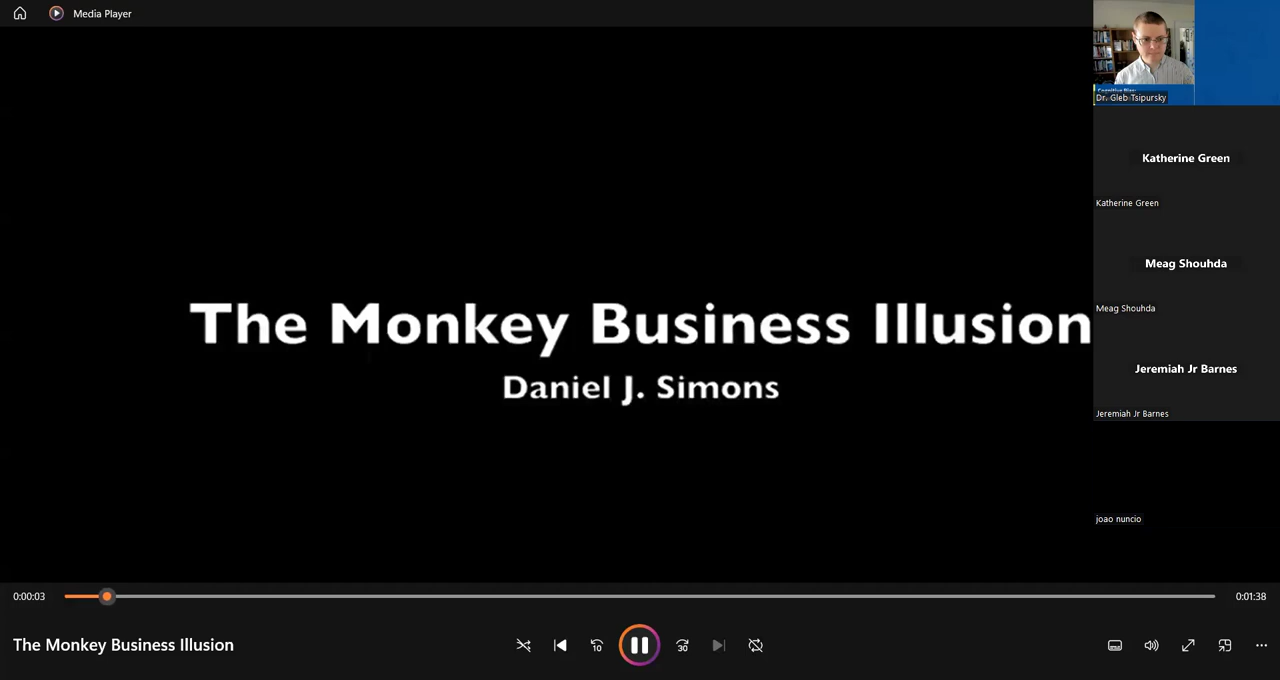 Media Player
The Monkey Business Illusion
Daniel J. Simons
Cognitive Bias
Dr. Gleb Tsipursky
Katherine Green
Katherine Green
Meag Shouhda
Meag Shouhda
Jeremiah Jr Barnes
Jeremiah Jr Barnes
joao nuncio
0:00:03
0:01:38
The Monkey Business Illusion
10
30